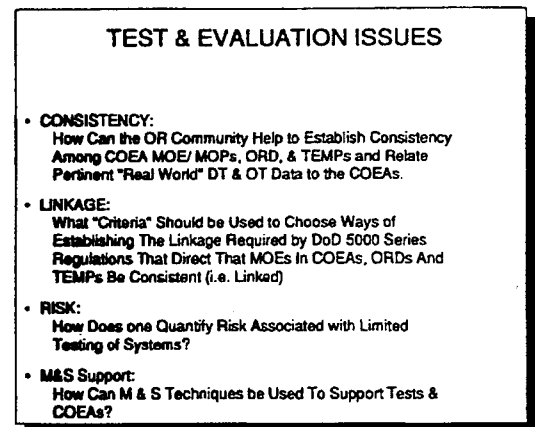 TEST & EVALUATION ISSUES
• CONSISTENCY:
How Can the OR Community Help to Establish Consistency
Among COEA MOE/ MOPs, ORD, & TEMPs and Relate
Pertinent "Real World" DT & OT Data to the COEAs.
• LINKAGE:
What "Criteria" Should be Used to Choose Ways of
Establishing The Linkage Required by DoD 5000 Series
Regulations That Direct That MOEs In COEAs, ORDs And
TEMPs Be Consistent (i.e. Linked)
• RISK:
How Does one Quantify Risk Associated with Limited
Testing of Systems?
• M&S Support:
How Can M & S Techniques be Used To Support Tests &
COEAs?